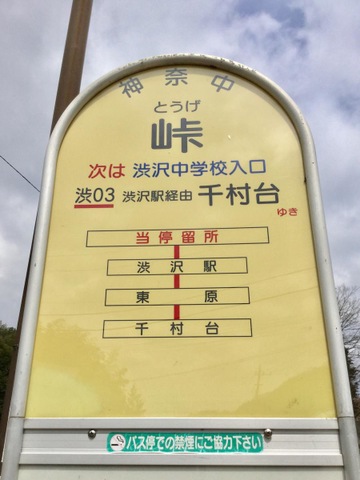 神奈中
とうげ
峠
次は 渋沢中学校入口
渋03 渋沢駅経由 千村台 ゆき
当停留所
渋沢駅
東原
千村台
バス停での禁煙にご協力下さい